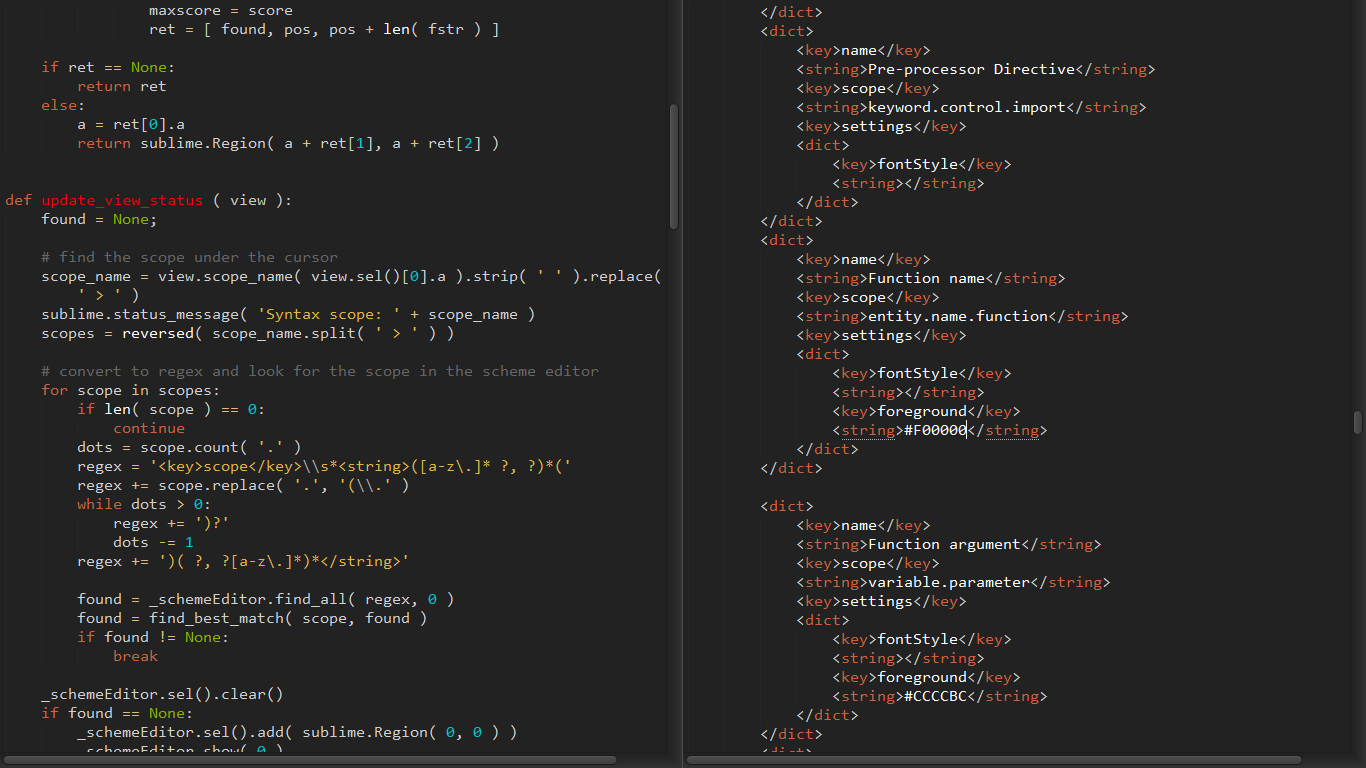 maxscore = score
            ret = [ found, pos, pos + len( fstr ) ]

if ret == None:
    return ret
else:
    a = ret[0].a
    return sublime.Region( a + ret[1], a + ret[2] )

def update_view_status ( view ):
    found = None;

    # find the scope under the cursor
    scope_name = view.scope_name( view.sel()[0].a ).strip( ' ' ).replace(
        ' > ' )
    sublime.status_message( 'Syntax scope: ' + scope_name )
    scopes = reversed( scope_name.split( ' > ' ) )

    # convert to regex and look for the scope in the scheme editor
    for scope in scopes:
        if len( scope ) == 0:
            continue
        dots = scope.count( '.' )
        regex = '<key>scope</key>\\s*<string>([a-z\.]* ?, ?)*('
        regex += scope.replace( '.', '(\\.' )
        while dots > 0:
            regex += ')?'
            dots -= 1
        regex += ')( ?, ?[a-z\.]*)*</string>'

        found = _schemeEditor.find_all( regex, 0 )
        found = find_best_match( scope, found )
        if found != None:
            break

    _schemeEditor.sel().clear()
    if found == None:
        _schemeEditor.sel().add( sublime.Region( 0, 0 ) )
        _schemeEditor.show( 0 )
</dict>
<dict>
    <key>name</key>
    <string>Pre-processor Directive</string>
    <key>scope</key>
    <string>keyword.control.import</string>
    <key>settings</key>
    <dict>
        <key>fontStyle</key>
        <string></string>
    </dict>
</dict>
<dict>
    <key>name</key>
    <string>Function name</string>
    <key>scope</key>
    <string>entity.name.function</string>
    <key>settings</key>
    <dict>
        <key>fontStyle</key>
        <string></string>
        <key>foreground</key>
        <string>#F00000</string>
    </dict>
</dict>

<dict>
    <key>name</key>
    <string>Function argument</string>
    <key>scope</key>
    <string>variable.parameter</string>
    <key>settings</key>
    <dict>
        <key>fontStyle</key>
        <string></string>
        <key>foreground</key>
        <string>#CCCCBC</string>
    </dict>
</dict>
<dict>